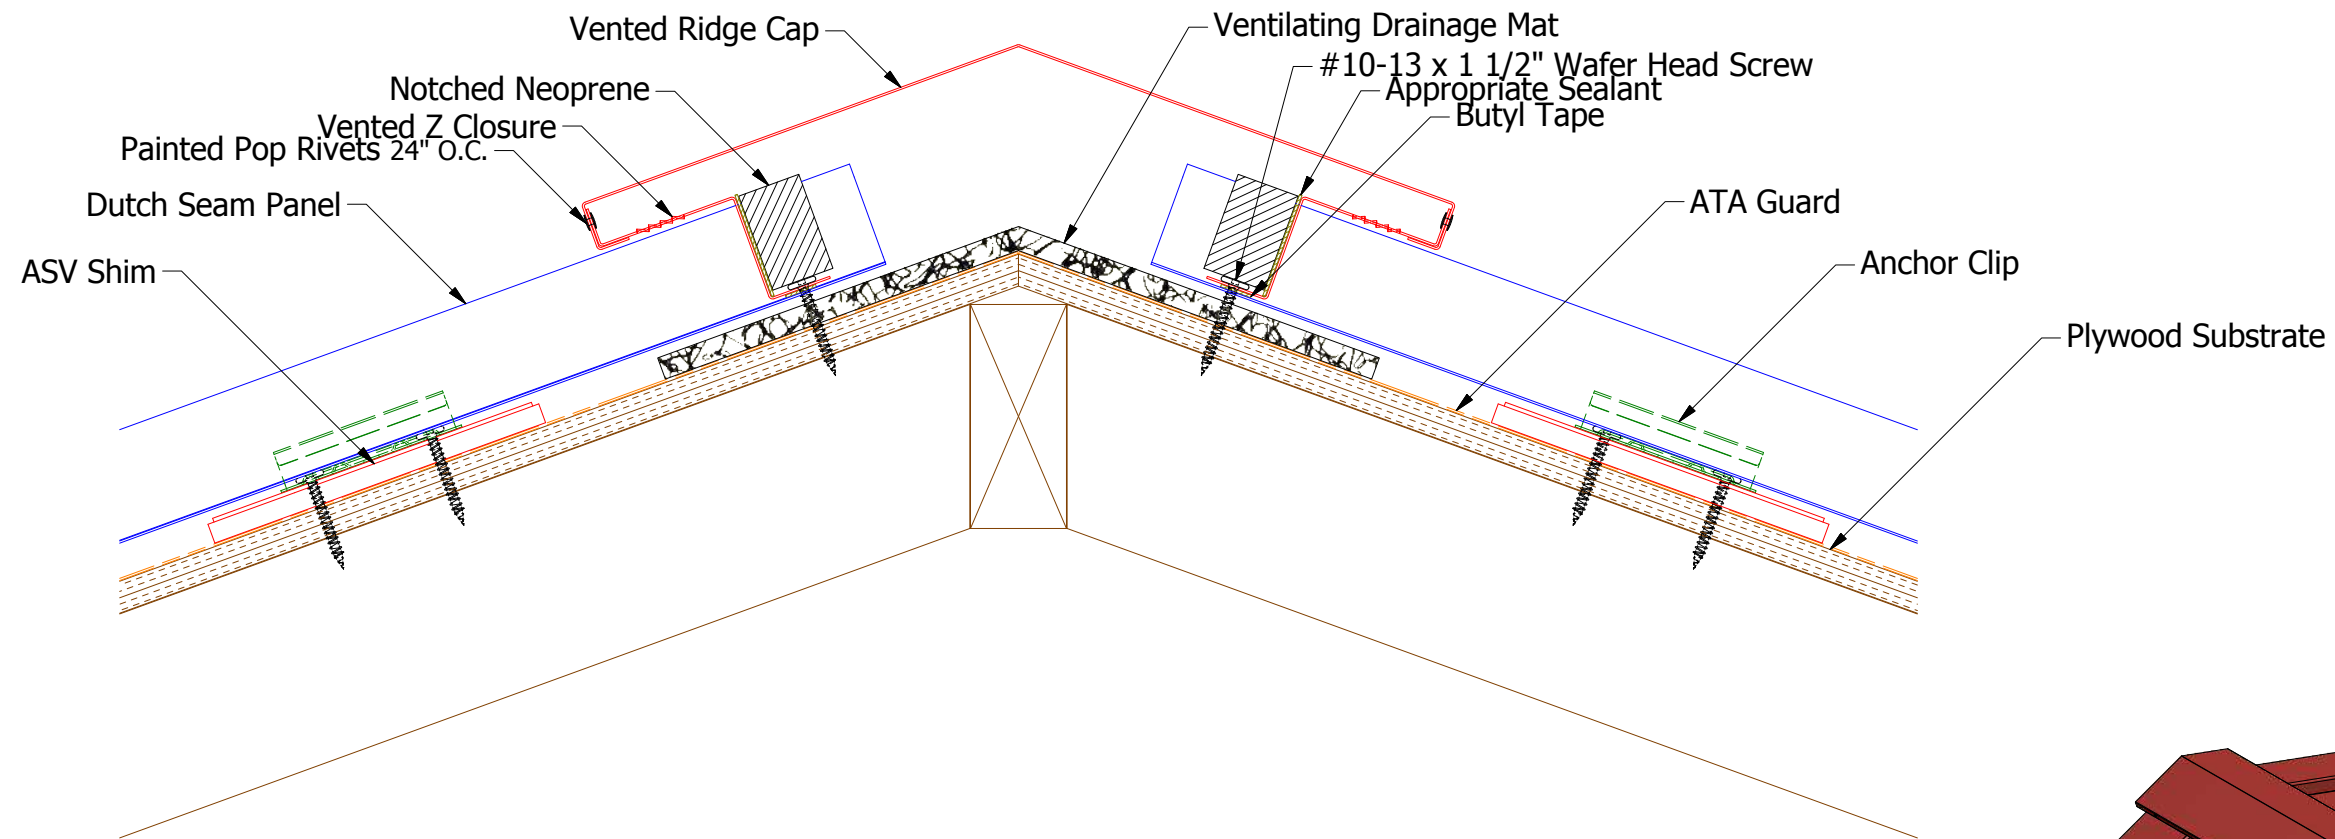 Vented Ridge Cap
Ventilating Drainage Mat
#10-13 x 1 1/2" Wafer Head Screw
Notched Neoprene
Appropriate Sealant
Vented Z Closure
Butyl Tape
Painted Pop Rivets 24" O.C.
Dutch Seam Panel
ATA Guard
ASV Shim
Anchor Clip
Plywood Substrate